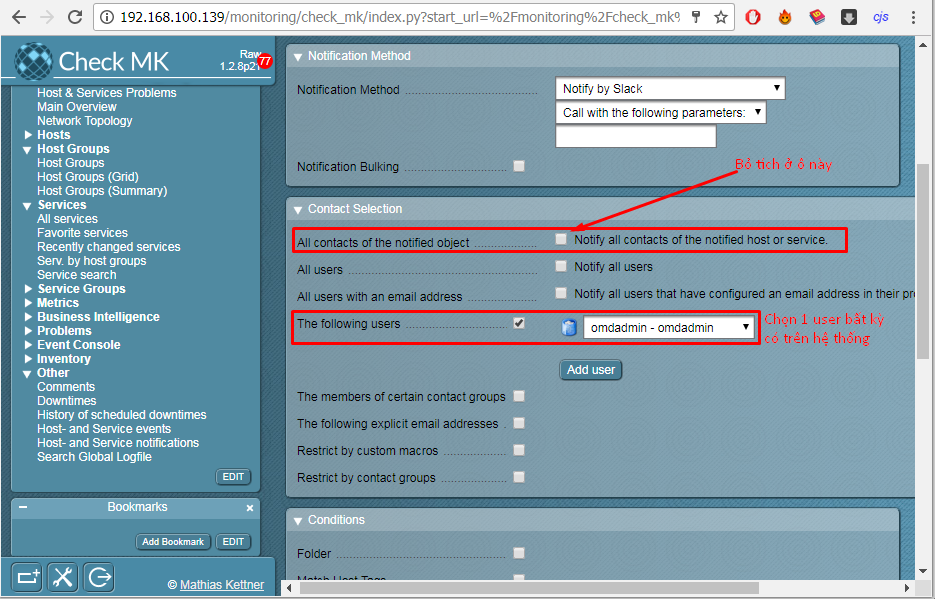 192.168.100.139/monitoring/check_mk/index.py?start_url=%2Fmonitoring%2Fcheck_mk%
cjs
Check MK
Raw
1.2.8p21
77
Host & Services Problems
Main Overview
Network Topology
Hosts
Host Groups
Host Groups
Host Groups (Grid)
Host Groups (Summary)
Services
All services
Favorite services
Recently changed services
Serv. by host groups
Service search
Service Groups
Metrics
Business Intelligence
Problems
Event Console
Inventory
Other
Comments
Downtimes
History of scheduled downtimes
Host- and Service events
Host- and Service notifications
Search Global Logfile
EDIT
Bookmarks
Add Bookmark
EDIT
© Mathias Kettner
Notification Method
Notification Method
Notify by Slack
Call with the following parameters:
Notification Bulking
Bỏ tích ở ô này
Contact Selection
All contacts of the notified object
Notify all contacts of the notified host or service.
All users
Notify all users
All users with an email address
Notify all users that have configured an email address in their pr
The following users
omdadmin - omdadmin
Chọn 1 user bất kỳ
có trên hệ thống
Add user
The members of certain contact groups
The following explicit email addresses
Restrict by custom macros
Restrict by contact groups
Conditions
Folder
Match Host Tags